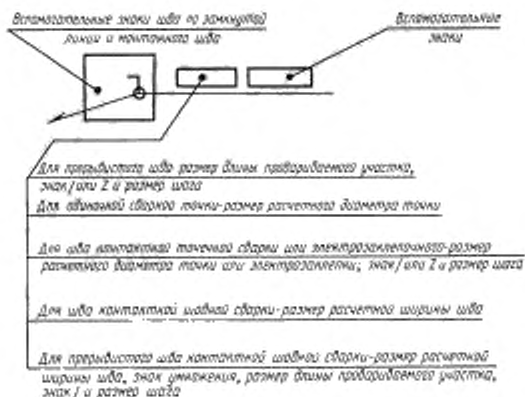 Вспомогательные знаки шва по замкнутой
линии и монтажного шва
Вспомогательные
знаки
Для прерывистого шва размер длины провариваемого участка,
знак / или Z и размер шага
Для одиночной сварной точки-размер расчетного диаметра точки
Для шва контактной точечной сварки или электрозаклепочного-размер
расчетного диаметра точки или электрозаклепки; знак / или Z и размер шага
Для шва контактной шовной сварки-размер расчетной ширины шва
Для прерывистого шва контактной шовной сварки-размер расчетной
ширины шва, знак умножения, размер длины провариваемого участка,
знак / и размер шага